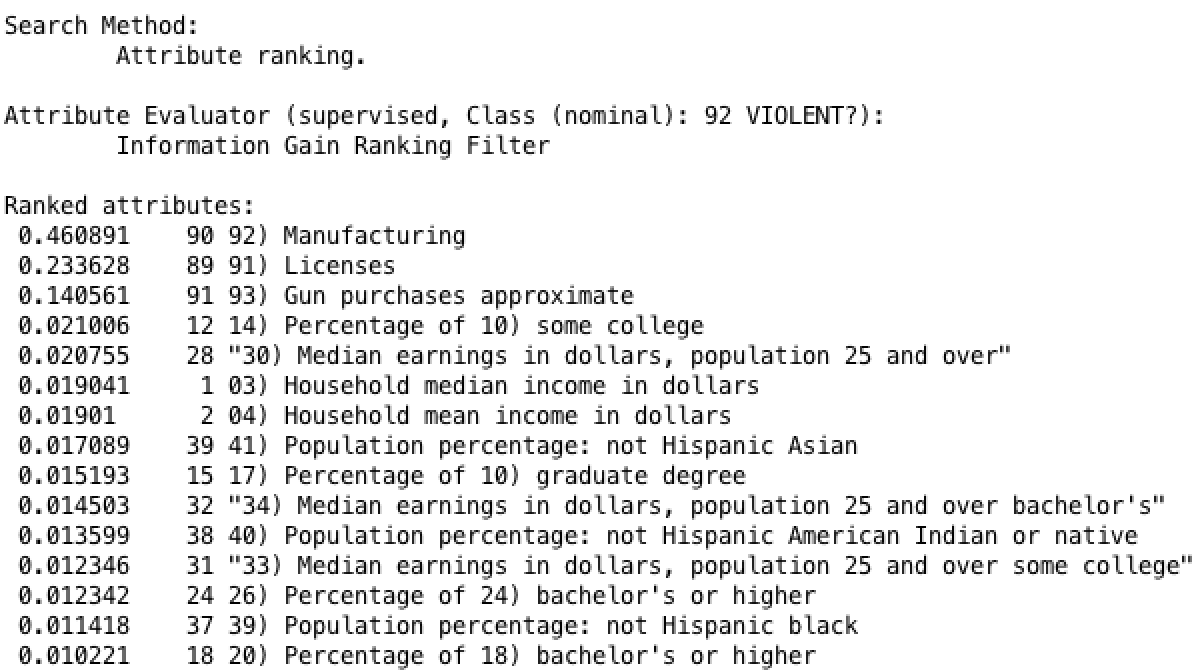 Search Method:
Attribute ranking.
Attribute Evaluator (supervised, Class (nominal): 92 VIOLENT?):
Information Gain Ranking Filter
Ranked attributes:
0.460891 90 92) Manufacturing
0.233628 89 91) Licenses
0.140561 91 93) Gun purchases approximate
0.021006 12 14) Percentage of 10) some college
0.020755 28 "30) Median earnings in dollars, population 25 and over"
0.019041 1 03) Household median income in dollars
0.01901 2 04) Household mean income in dollars
0.017089 39 41) Population percentage: not Hispanic Asian
0.015193 15 17) Percentage of 10) graduate degree
0.014503 32 "34) Median earnings in dollars, population 25 and over bachelor's"
0.013599 38 40) Population percentage: not Hispanic American Indian or native
0.012346 31 "33) Median earnings in dollars, population 25 and over some college"
0.012342 24 26) Percentage of 24) bachelor's or higher
0.011418 37 39) Population percentage: not Hispanic black
0.010221 18 20) Percentage of 18) bachelor's or higher